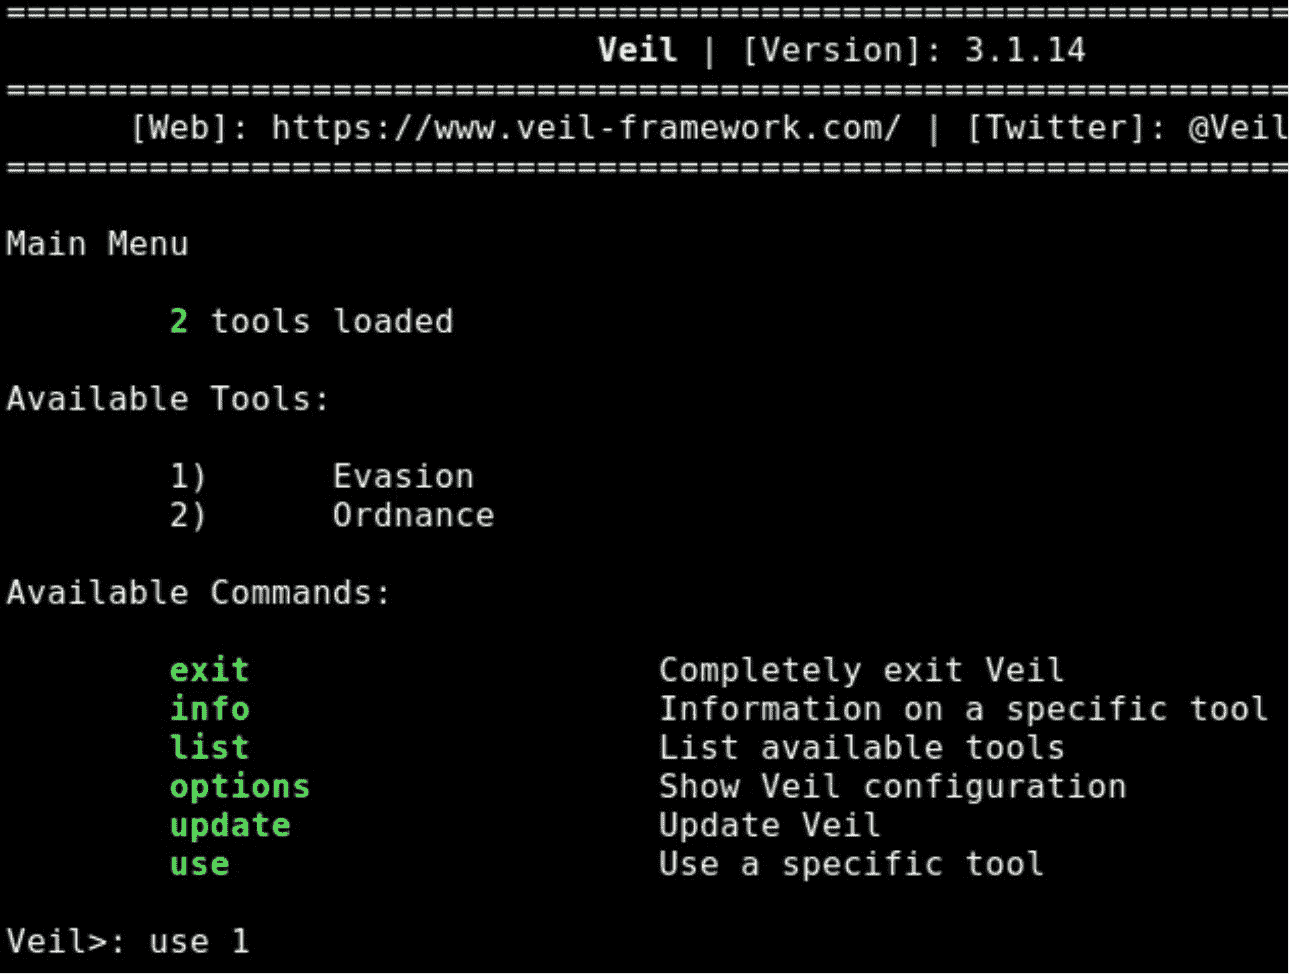 ================================================================
Veil | [Version]: 3.1.14
================================================================
[Web]: https://www.veil-framework.com/ | [Twitter]: @Veil
================================================================
Main Menu
2 tools loaded
Available Tools:
1) Evasion
2) Ordnance
Available Commands:
exit Completely exit Veil
info Information on a specific tool
list List available tools
options Show Veil configuration
update Update Veil
use Use a specific tool
Veil>: use 1